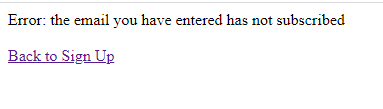 Error: the email you have entered has not subscribed
Back to Sign Up